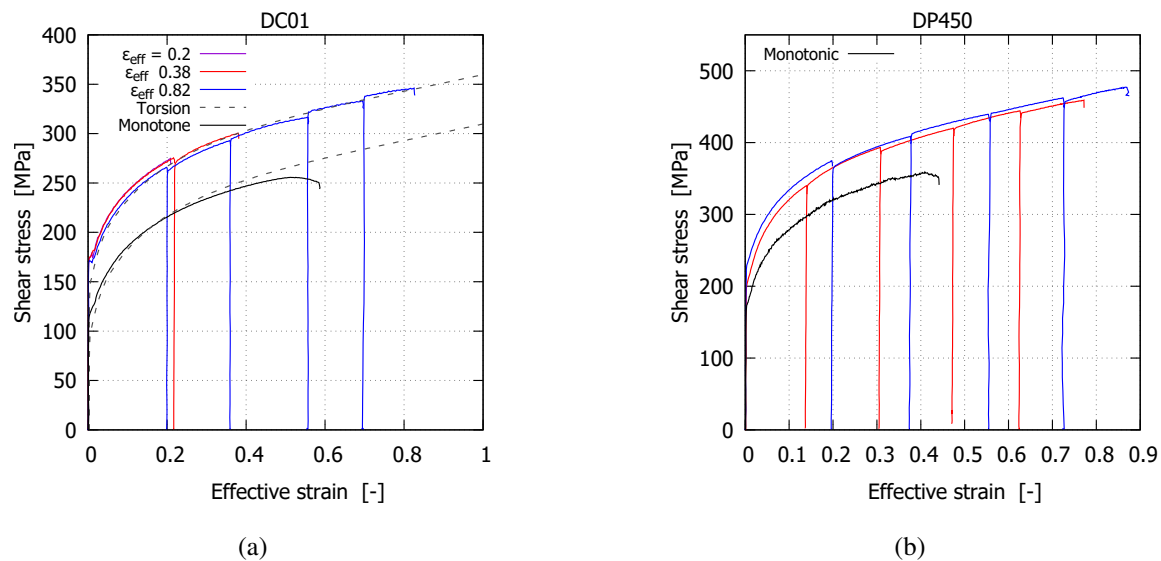 DC01
400
350
300
250
200
150
100
50
0
Shear stress [MPa]
εeff = 0.2
εeff 0.38
εeff 0.82
Torsion
Monotone
0 0.2 0.4 0.6 0.8 1
Effective strain [-]
(a)
DP450
500
400
300
200
100
0
Shear stress [MPa]
Monotonic
0 0.1 0.2 0.3 0.4 0.5 0.6 0.7 0.8 0.9
Effective strain [-]
(b)